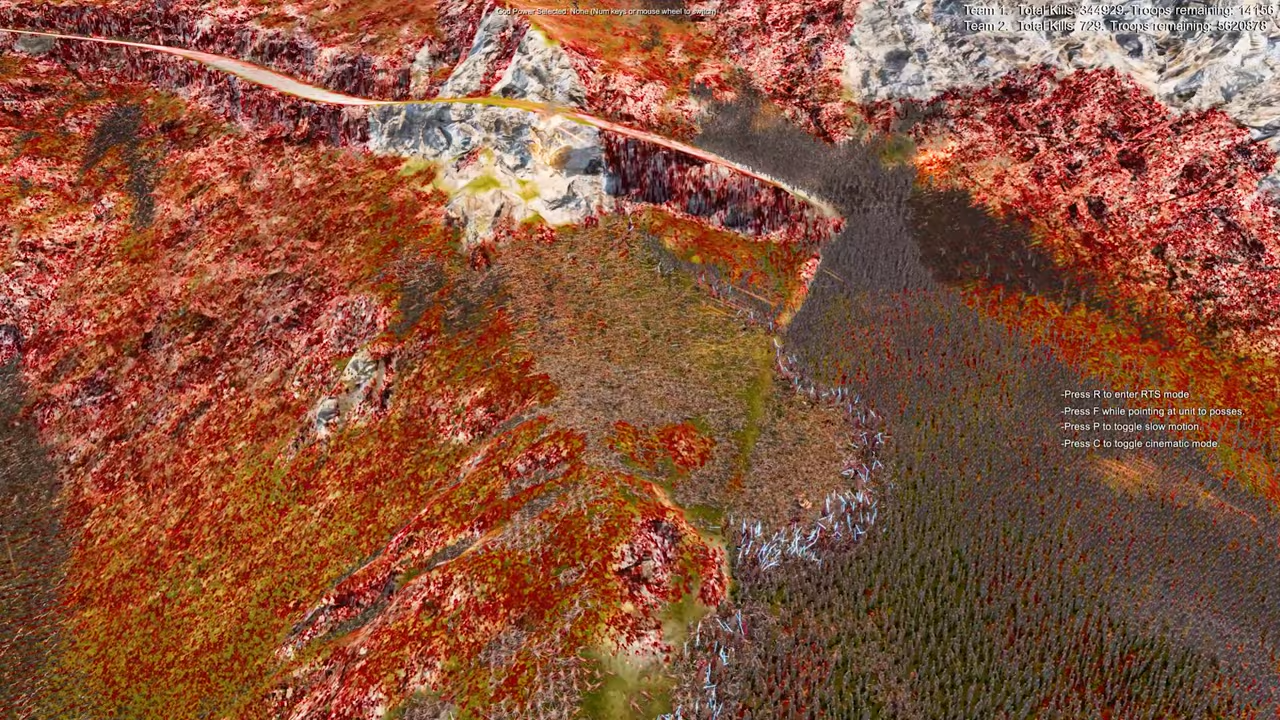 God Power Selected: None (Num keys or mouse wheel to switch)
Team 1. Total Kills: 344929. Troops remaining: 14156
Team 2. Total Kills: 729. Troops remaining: 5620876
-Press R to enter RTS mode
-Press F while pointing at unit to posses.
-Press P to toggle slow motion.
-Press C to toggle cinematic mode.